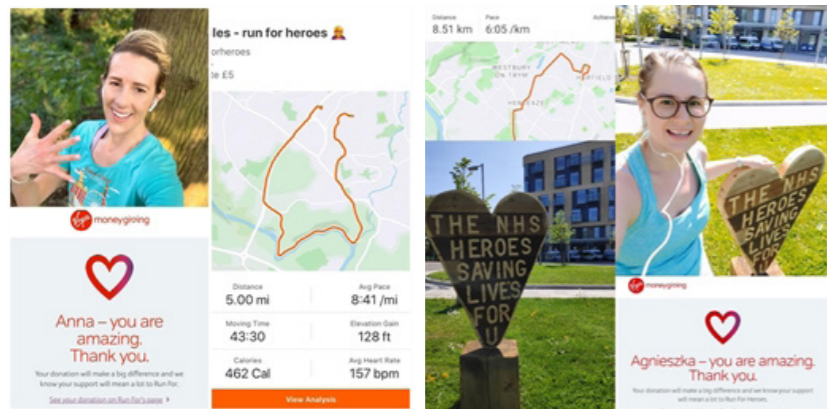 Virgin moneygiving
Anna – you are
amazing.
Thank you.
Your donation will make a big difference and we
know your support will mean a lot to Run For.
See your donation on Run For's page >
les - run for heroes
orheroes
te £5
Distance
5.00 mi
Avg Pace
8:41 /mi
Moving Time
43:30
Elevation Gain
128 ft
Calories
462 Cal
Avg Heart Rate
157 bpm
View Analysis
Distance
8.51 km
Pace
6:05 /km
WESTBURY
ON TRYM
HORFIELD
HENLEAZE
THE NHS
HEROES
SAVING
LIVES
FOR
U
THE NHS
HEROES
SAVING
LIVES
FOR
Virgin moneygiving
Agnieszka – you are amazing.
Thank you.
Your donation will make a big difference and we know your support will
mean a lot to Run For Heroes.